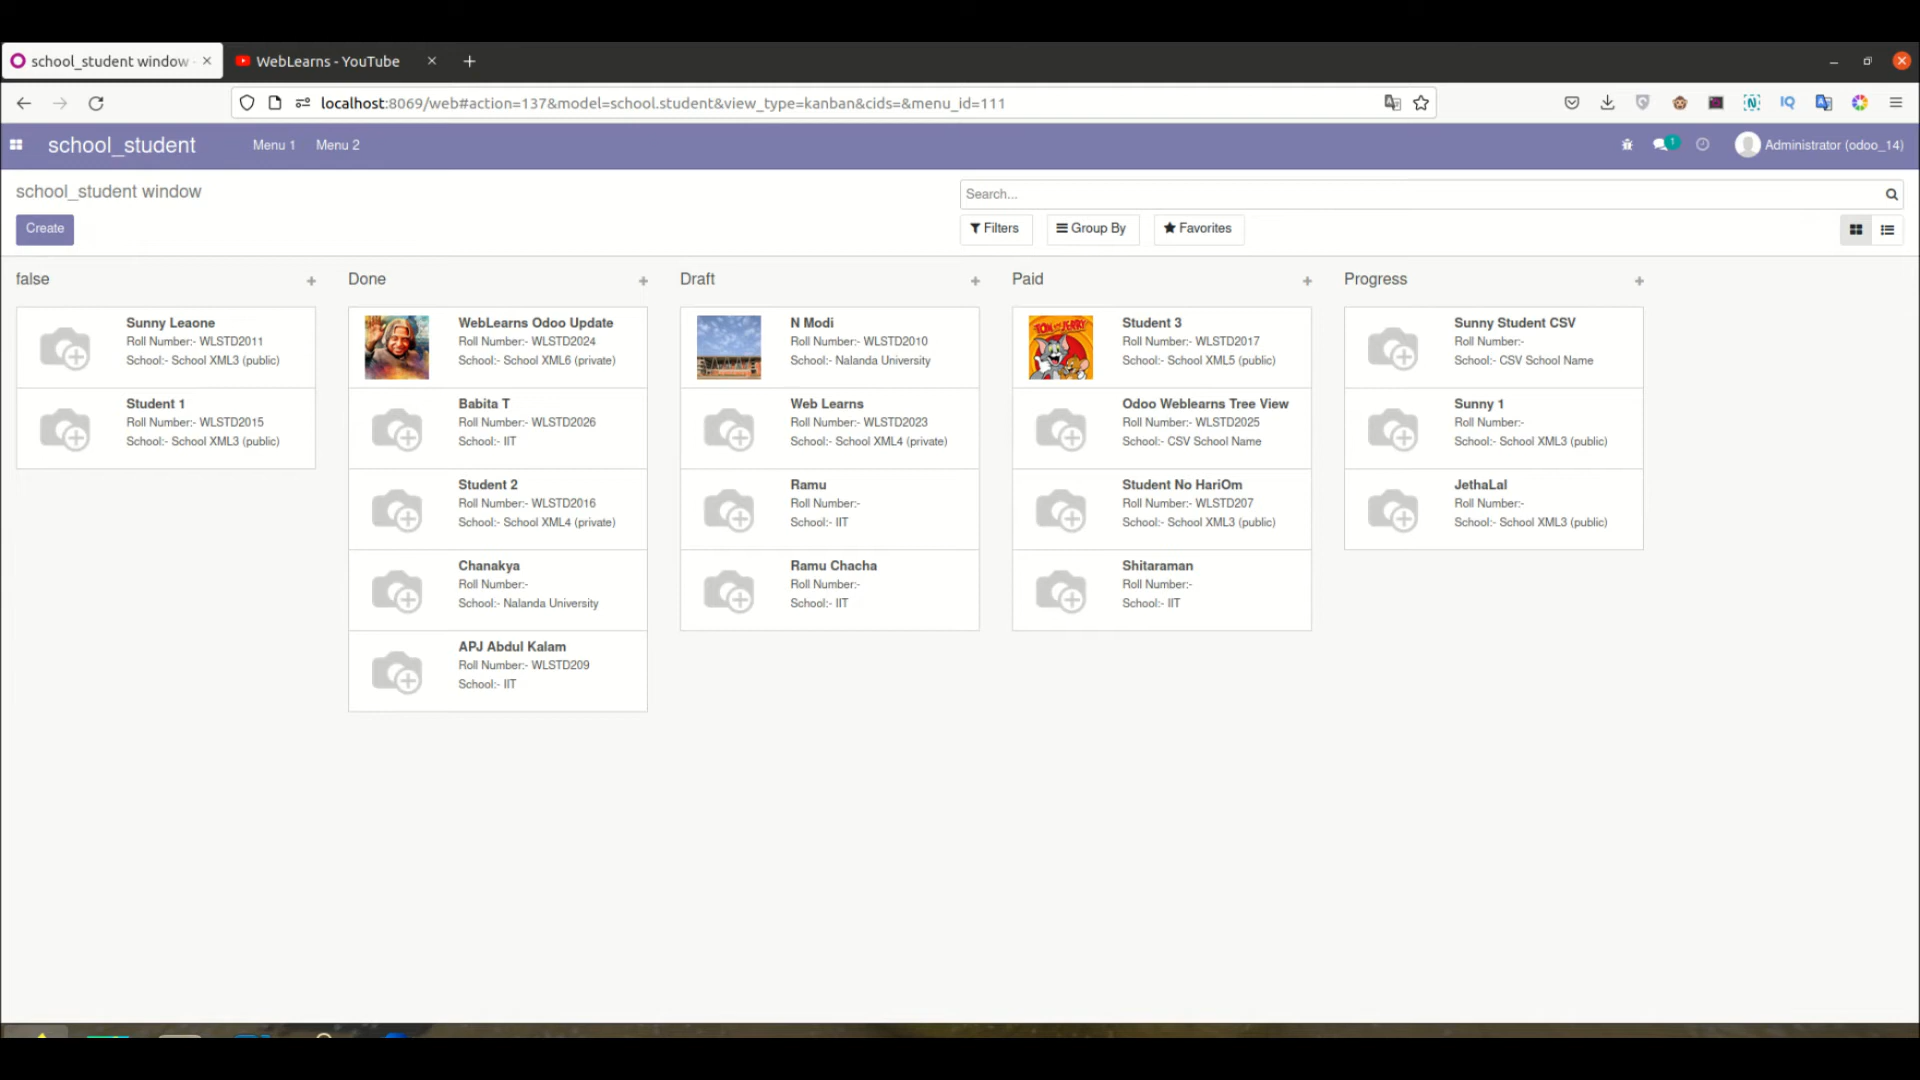 school_student window
WebLearns - YouTube
localhost:8069/web#action=137&model=school.student&view_type=kanban&cids=&menu_id=111
IQ
school_student
Menu 1
Menu 2
1
Administrator (odoo_14)
school_student window
Search...
Create
Filters
Group By
Favorites
false
Sunny Leaone
Roll Number:- WLSTD2011
School:- School XML3 (public)
Student 1
Roll Number:- WLSTD2015
School:- School XML3 (public)
Done
WebLearns Odoo Update
Roll Number:- WLSTD2024
School:- School XML6 (private)
Babita T
Roll Number:- WLSTD2026
School:- IIT
Student 2
Roll Number:- WLSTD2016
School:- School XML4 (private)
Chanakya
Roll Number:-
School:- Nalanda University
APJ Abdul Kalam
Roll Number:- WLSTD209
School:- IIT
Draft
N Modi
Roll Number:- WLSTD2010
School:- Nalanda University
Web Learns
Roll Number:- WLSTD2023
School:- School XML4 (private)
Ramu
Roll Number:-
School:- IIT
Ramu Chacha
Roll Number:-
School:- IIT
Paid
TOM and JERRY
Student 3
Roll Number:- WLSTD2017
School:- School XML5 (public)
Odoo Weblearns Tree View
Roll Number:- WLSTD2025
School:- CSV School Name
Student No HariOm
Roll Number:- WLSTD207
School:- School XML3 (public)
Shitaraman
Roll Number:-
School:- IIT
Progress
Sunny Student CSV
Roll Number:-
School:- CSV School Name
Sunny 1
Roll Number:-
School:- School XML3 (public)
JethaLal
Roll Number:-
School:- School XML3 (public)